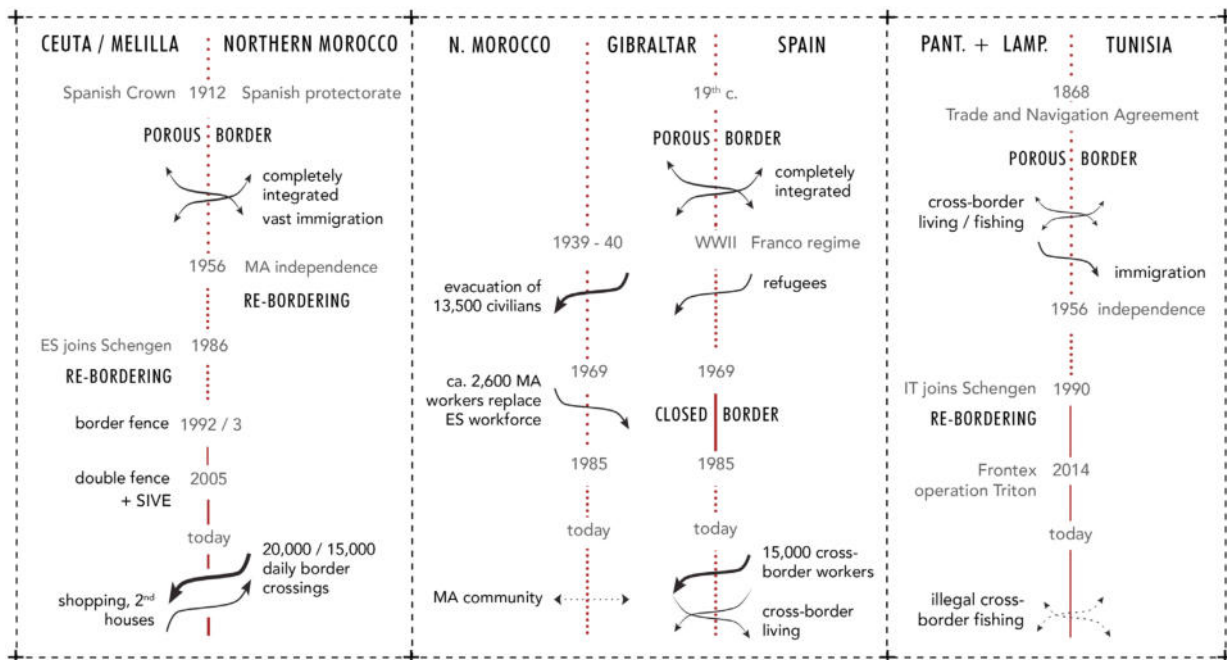 CEUTA / MELILLA
NORTHERN MOROCCO
Spanish Crown 1912 Spanish protectorate
POROUS BORDER
completely
integrated
vast immigration
1956 MA independence
RE-BORDERING
ES joins Schengen 1986
RE-BORDERING
border fence 1992 / 3
double fence 2005
+ SIVE
today
20,000 / 15,000
daily border
crossings
shopping, 2nd
houses
N. MOROCCO
GIBRALTAR
SPAIN
19th c.
POROUS BORDER
completely
integrated
1939 - 40
WWII Franco regime
evacuation of
13,500 civilians
refugees
1969
1969
ca. 2,600 MA
workers replace
ES workforce
CLOSED BORDER
1985
1985
today
today
15,000 cross-
border workers
MA community
cross-border
living
PANT. + LAMP.
TUNISIA
1868
Trade and Navigation Agreement
POROUS BORDER
cross-border
living / fishing
immigration
1956 independence
IT joins Schengen 1990
RE-BORDERING
Frontex 2014
operation Triton
today
illegal cross-
border fishing